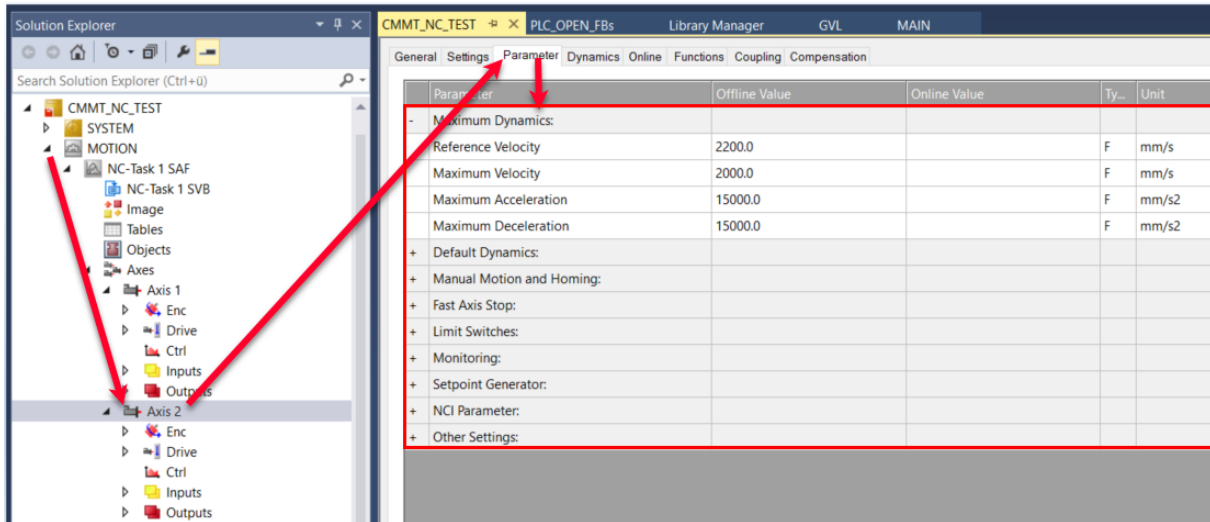 Solution Explorer
Search Solution Explorer (Ctrl+ü)
CMMT_NC_TEST
SYSTEM
MOTION
NC-Task 1 SAF
NC-Task 1 SVB
Image
Tables
Objects
Axes
Axis 1
Enc
Drive
Ctrl
Inputs
Outputs
Axis 2
Enc
Drive
Ctrl
Inputs
Outputs
CMMT_NC_TEST PLC_OPEN_FBs Library Manager GVL MAIN
General Settings Parameter Dynamics Online Functions Coupling Compensation
Parameter Offline Value Online Value Ty... Unit
- Maximum Dynamics:
Reference Velocity 2200.0 F mm/s
Maximum Velocity 2000.0 F mm/s
Maximum Acceleration 15000.0 F mm/s2
Maximum Deceleration 15000.0 F mm/s2
+ Default Dynamics:
+ Manual Motion and Homing:
+ Fast Axis Stop:
+ Limit Switches:
+ Monitoring:
+ Setpoint Generator:
+ NCI Parameter:
+ Other Settings: